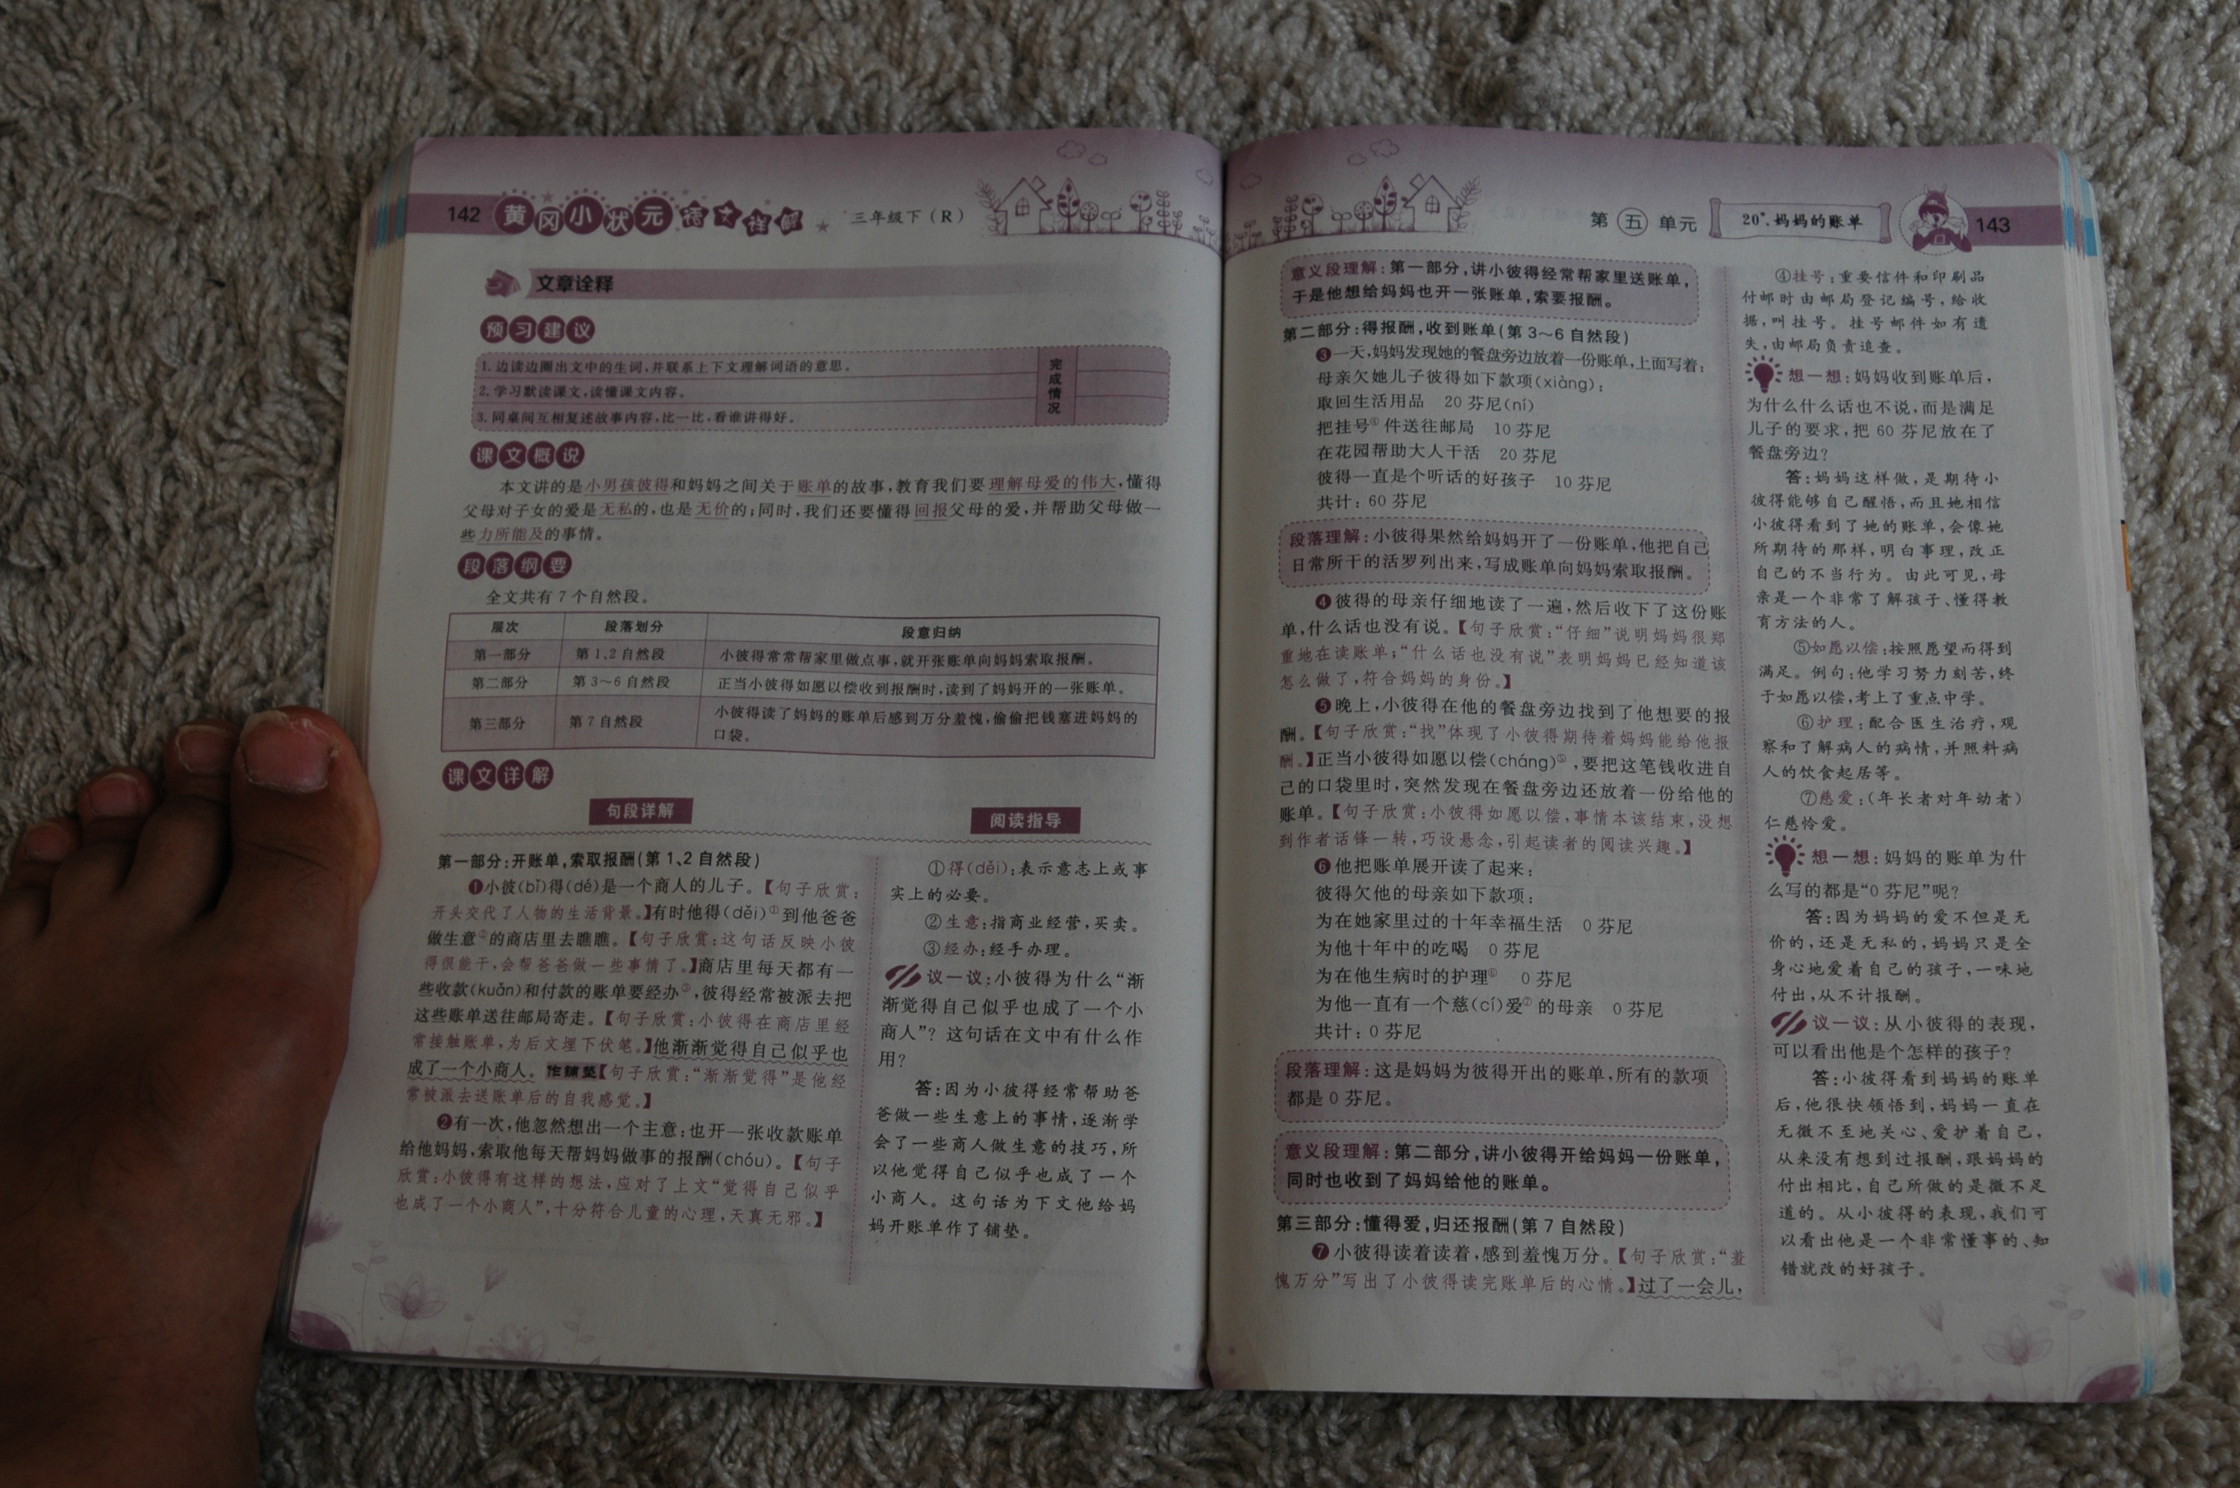 142 黄冈小状元 语文详解 三年级下(R)
文章诠释
预习建议
1. 边读边圈出文中的生词,并联系上下文理解词语的意思。
2. 学习默读课文,读懂课文内容。
3. 同桌间互相复述故事内容,比一比,看谁讲得好。
完成情况
课文概说
本文讲的是小男孩彼得和妈妈之间关于账单的故事,教育我们要理解母爱的伟大,懂得
父母对子女的爱是无私的,也是无价的;同时,我们还要懂得回报父母的爱,并帮助父母做一
些力所能及的事情。
段落纲要
全文共有7个自然段。
层次 段落划分 段意归纳
第一部分 第1、2自然段 小彼得常常帮家里做点事,就开张账单向妈妈索取报酬。
第二部分 第3~6自然段 正当小彼得如愿以偿收到报酬时,读到了妈妈开的一张账单。
第三部分 第7自然段 小彼得读了妈妈的账单后感到万分羞愧,偷偷把钱塞进妈妈的
口袋。
课文详解
句段详解
第一部分:开账单,索取报酬(第1、2自然段)
❶小彼(bǐ)得(dé)是一个商人的儿子。【句子欣赏:
开头交代了人物的生活背景。】有时他得(děi)①到他爸爸
做生意②的商店里去瞧瞧。【句子欣赏:这句话反映小彼
得很能干,会帮爸爸做一些事情了。】商店里每天都有一
些收款(kuǎn)和付款的账单要经办③,彼得经常被派去把
这些账单送往邮局寄走。【句子欣赏:小彼得在商店里经
常接触账单,为后文埋下伏笔。】他渐渐觉得自己似乎也
成了一个小商人。【句子欣赏:“渐渐觉得”是他经
常被派去送账单后的自我感觉。】
❷有一次,他忽然想出一个主意:也开一张收款账单
给他妈妈,索取他每天帮妈妈做事的报酬(chóu)。【句子
欣赏:小彼得有这样的想法,应对了上文“觉得自己似乎
也成了一个小商人”,十分符合儿童的心理,天真无邪。】
阅读指导
①得(děi):表示意志上或事
实上的必要。
②生意:指商业经营,买卖。
③经办:经手办理。
议一议:小彼得为什么“渐
渐觉得自己似乎也成了一个小
商人”?这句话在文中有什么作
用?
答:因为小彼得经常帮助爸
爸做一些生意上的事情,逐渐学
会了一些商人做生意的技巧,所
以他觉得自己似乎也成了一个
小商人。这句话为下文他给妈
妈开账单作了铺垫。
第五单元 20*.妈妈的账单 143
意义段理解:第一部分,讲小彼得经常帮家里送账单,
于是他想给妈妈也开一张账单,索要报酬。
第二部分:得报酬,收到账单(第3~6自然段)
❸一天,妈妈发现她的餐盘旁边放着一份账单,上面写着:
母亲欠她儿子彼得如下款项(xiàng):
取回生活用品 20芬尼(ní)
把挂号④件送往邮局 10芬尼
在花园帮助大人干活 20芬尼
彼得一直是个听话的好孩子 10芬尼
共计:60芬尼
段落理解:小彼得果然给妈妈开了一份账单,他把自己
日常所干的活罗列出来,写成账单向妈妈索取报酬。
❹彼得的母亲仔细地读了一遍,然后收下了这份账
单,什么话也没有说。【句子欣赏:“仔细”说明妈妈很郑
重地在读账单;“什么话也没有说”表明妈妈已经知道该
怎么做了,符合妈妈的身份。】
❺晚上,小彼得在他的餐盘旁边找到了他想要的报
酬。【句子欣赏:“找”体现了小彼得期待着妈妈能给他报
酬。】正当小彼得如愿以偿(cháng)⑤,要把这笔钱收进自
己的口袋里时,突然发现在餐盘旁边还放着一份给他的
账单。【句子欣赏:小彼得如愿以偿,事情本该结束,没想
到作者话锋一转,巧设悬念,引起读者的阅读兴趣。】
❻他把账单展开读了起来:
彼得欠他的母亲如下款项:
为在她家里过的十年幸福生活 0芬尼
为他十年中的吃喝 0芬尼
为在他生病时的护理⑥ 0芬尼
为他一直有一个慈(cí)爱⑦的母亲 0芬尼
共计:0芬尼
段落理解:这是妈妈为彼得开出的账单,所有的款项
都是0芬尼。
意义段理解:第二部分,讲小彼得开给妈妈一份账单,
同时也收到了妈妈给他的账单。
第三部分:懂得爱,归还报酬(第7自然段)
❼小彼得读着读着,感到羞愧万分。【句子欣赏:“羞
愧万分”写出了小彼得读完账单后的心情。】过了一会儿,
④挂号:重要信件和印刷品
付邮时由邮局登记编号,给收
据,叫挂号。挂号邮件如有遗
失,由邮局负责追查。
想一想:妈妈收到账单后,
为什么什么话也不说,而是满足
儿子的要求,把60芬尼放在了
餐盘旁边?
答:妈妈这样做,是期待小
彼得能够自己醒悟,而且她相信
小彼得看到了她的账单,会像她
所期待的那样,明白事理,改正
自己的不当行为。由此可见,母
亲是一个非常了解孩子、懂得教
育方法的人。
⑤如愿以偿:按照愿望而得到
满足。例句:他学习努力刻苦,终
于如愿以偿,考上了重点中学。
⑥护理:配合医生治疗,观
察和了解病人的病情,并照料病
人的饮食起居等。
⑦慈爱:(年长者对年幼者)
仁慈怜爱。
想一想:妈妈的账单为什
么写的都是“0芬尼”呢?
答:因为妈妈的爱不但是无
价的,还是无私的,妈妈只是全
身心地爱着自己的孩子,一味地
付出,从不计报酬。
议一议:从小彼得的表现,
可以看出他是个怎样的孩子?
答:小彼得看到妈妈的账单
后,他很快领悟到,妈妈一直在
无微不至地关心、爱护着自己,
从来没有想到过报酬,跟妈妈的
付出相比,自己所做的是微不足
道的。从小彼得的表现,我们可
以看出他是一个非常懂事的、知
错就改的好孩子。